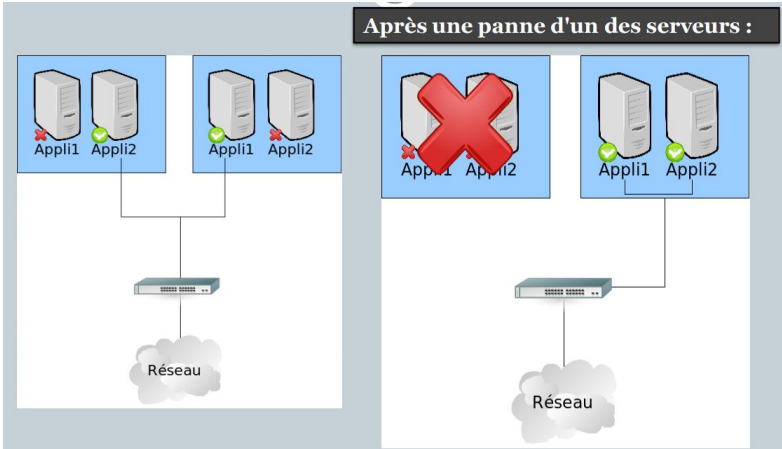 Après une panne d'un des serveurs :
Appli1 Appli2 Appli1 Appli2
Réseau
Appli1 Appli2 Appli1 Appli2
Réseau